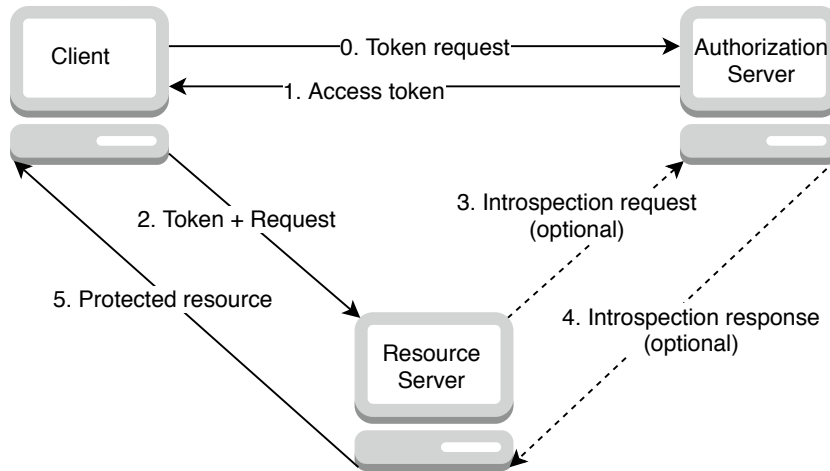 Client
0. Token request
Authorization
Server
1. Access token
2. Token + Request
3. Introspection request
(optional)
5. Protected resource
4. Introspection response
(optional)
Resource
Server